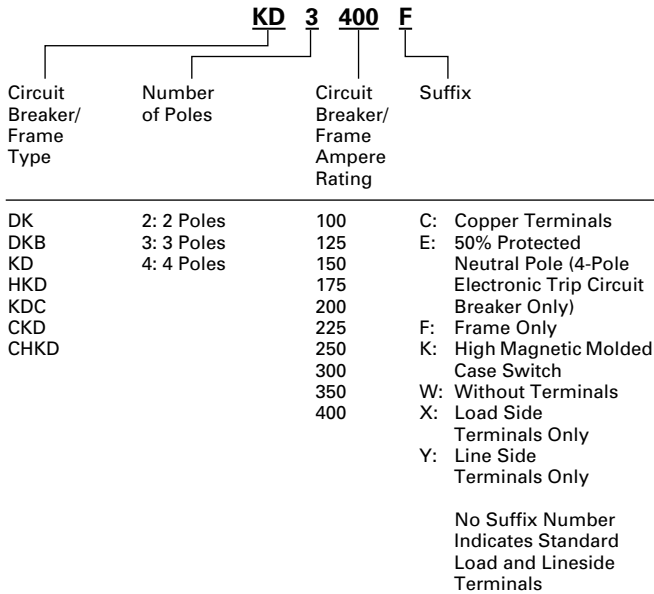 KD 3 400 F
Circuit
Breaker/
Frame
Type
Number
of Poles
Circuit
Breaker/
Frame
Ampere
Rating
Suffix
DK
DKB
KD
HKD
KDC
CKD
CHKD
2: 2 Poles
3: 3 Poles
4: 4 Poles
100
125
150
175
200
225
250
300
350
400
C: Copper Terminals
E: 50% Protected
Neutral Pole (4-Pole
Electronic Trip Circuit
Breaker Only)
F: Frame Only
K: High Magnetic Molded
Case Switch
W: Without Terminals
X: Load Side
Terminals Only
Y: Line Side
Terminals Only
No Suffix Number
Indicates Standard
Load and Lineside
Terminals